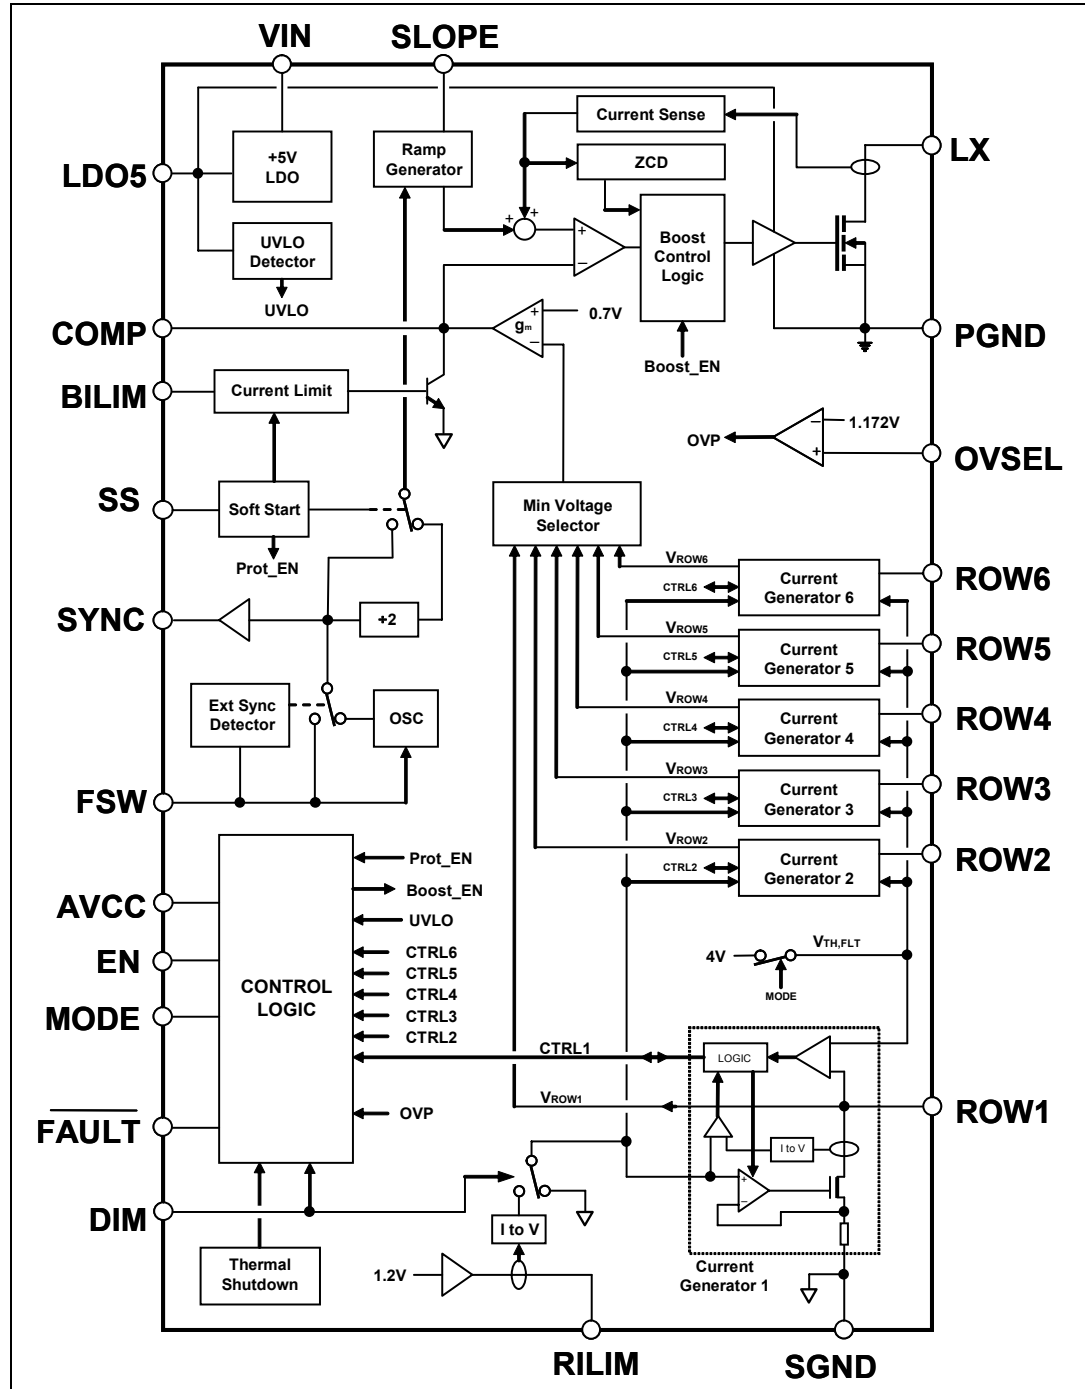 VIN
SLOPE
LDO5
+5V
LDO
Ramp
Generator
Current Sense
ZCD
LX
UVLO
Detector
UVLO
+
+
+
−
Boost
Control
Logic
COMP
gm
+
−
0.7V
Boost_EN
PGND
BILIM
Current Limit
OVP
−
+
1.172V
OVSEL
SS
Soft Start
Prot_EN
Min Voltage
Selector
SYNC
+2
VROW6
CTRL6
Current
Generator 6
ROW6
VROW5
CTRL5
Current
Generator 5
ROW5
Ext Sync
Detector
OSC
VROW4
CTRL4
Current
Generator 4
ROW4
FSW
VROW3
CTRL3
Current
Generator 3
ROW3
VROW2
CTRL2
Current
Generator 2
ROW2
AVCC
EN
MODE
FAULT
DIM
CONTROL
LOGIC
Prot_EN
Boost_EN
UVLO
CTRL6
CTRL5
CTRL4
CTRL3
CTRL2
CTRL1
OVP
4V
VTH,FLT
MODE
LOGIC
VROW1
ROW1
I to V
+
−
I to V
Thermal
Shutdown
1.2V
Current
Generator 1
RILIM
SGND